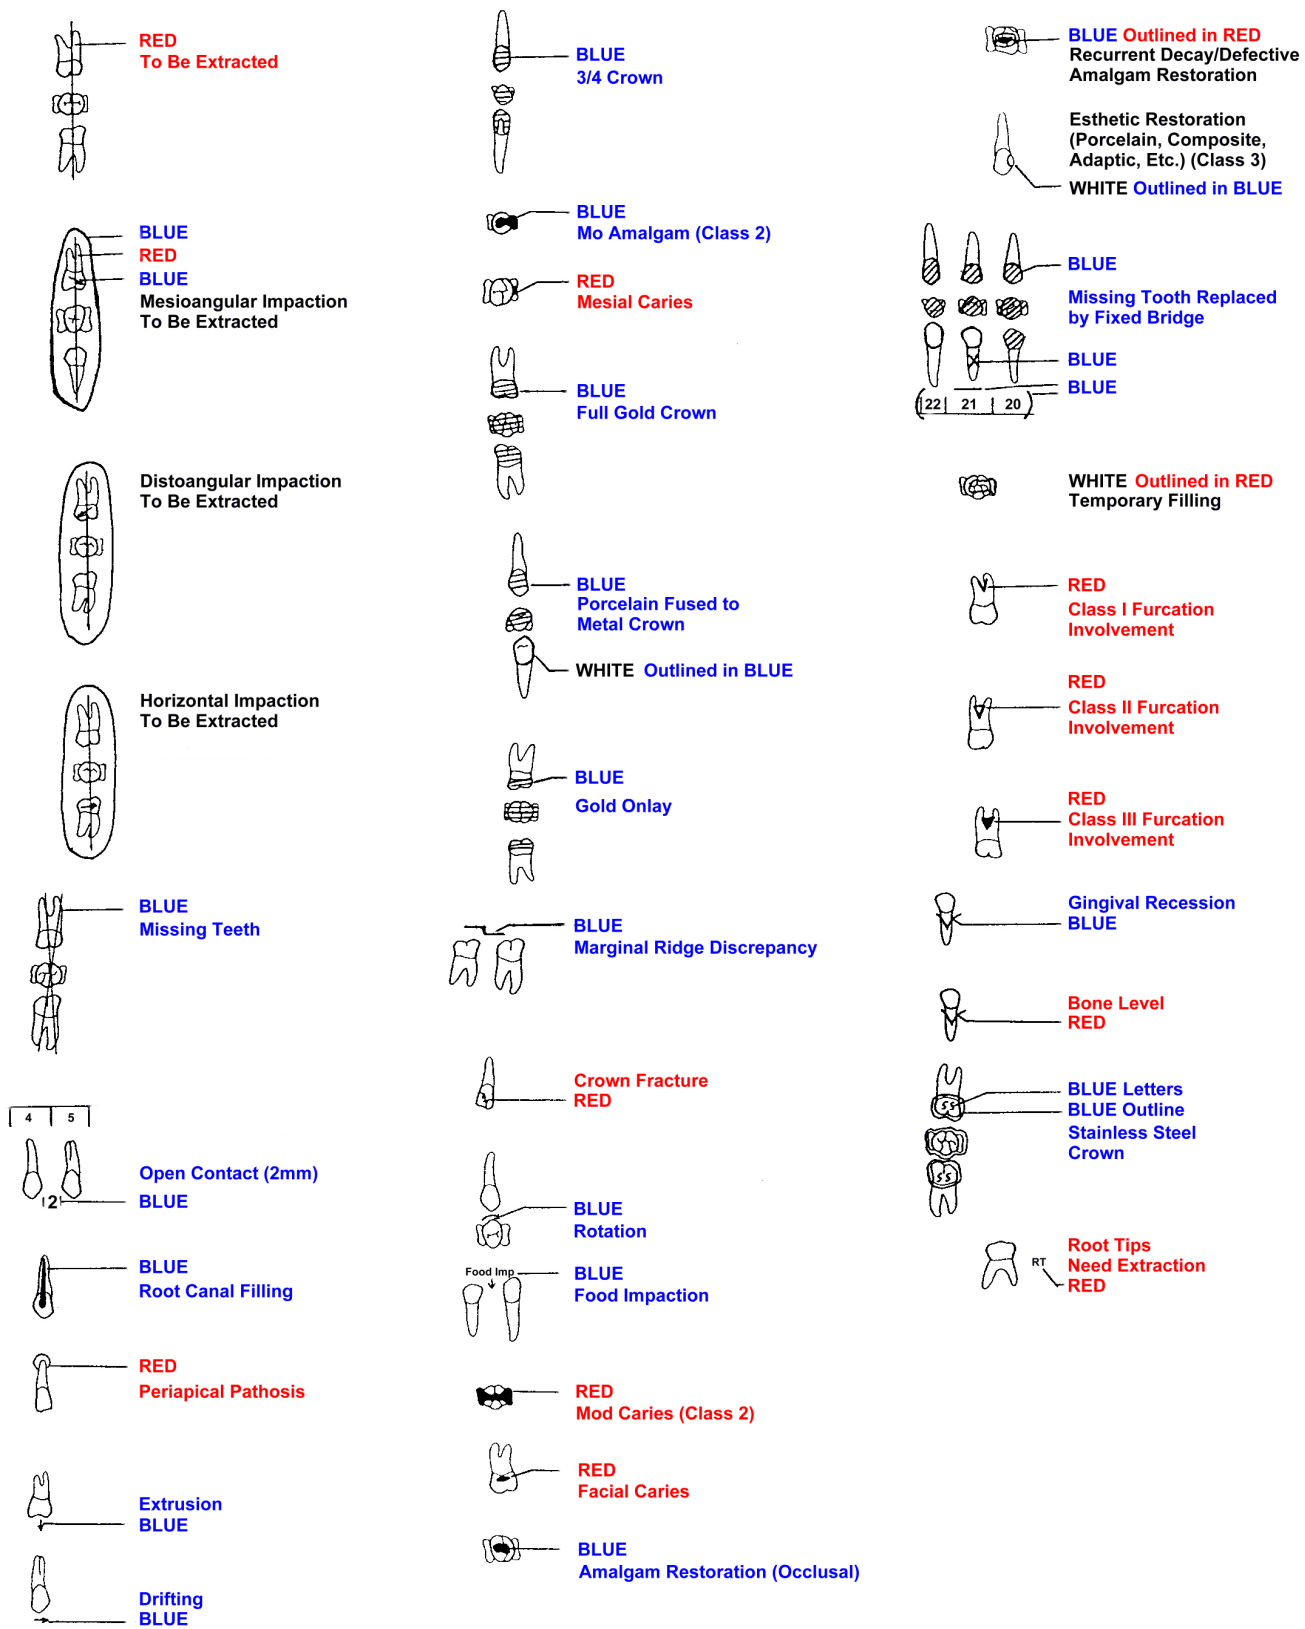 RED
To Be Extracted
BLUE
RED
BLUE
Mesioangular Impaction
To Be Extracted
Distoangular Impaction
To Be Extracted
Horizontal Impaction
To Be Extracted
BLUE
Missing Teeth
4 5
Open Contact (2mm)
2
BLUE
BLUE
Root Canal Filling
RED
Periapical Pathosis
Extrusion
BLUE
Drifting
BLUE
BLUE
3/4 Crown
BLUE
Mo Amalgam (Class 2)
RED
Mesial Caries
BLUE
Full Gold Crown
BLUE
Porcelain Fused to
Metal Crown
WHITE Outlined in BLUE
BLUE
Gold Onlay
BLUE
Marginal Ridge Discrepancy
Crown Fracture
RED
BLUE
Rotation
Food Imp
BLUE
Food Impaction
RED
Mod Caries (Class 2)
RED
Facial Caries
BLUE
Amalgam Restoration (Occlusal)
BLUE Outlined in RED
Recurrent Decay/Defective
Amalgam Restoration
Esthetic Restoration
(Porcelain, Composite,
Adaptic, Etc.) (Class 3)
WHITE Outlined in BLUE
BLUE
Missing Tooth Replaced
by Fixed Bridge
BLUE
BLUE
22 21 20
WHITE Outlined in RED
Temporary Filling
RED
Class I Furcation
Involvement
RED
Class II Furcation
Involvement
RED
Class III Furcation
Involvement
Gingival Recession
BLUE
Bone Level
RED
BLUE Letters
SS
BLUE Outline
Stainless Steel
Crown
SS
Root Tips
RT
Need Extraction
RED